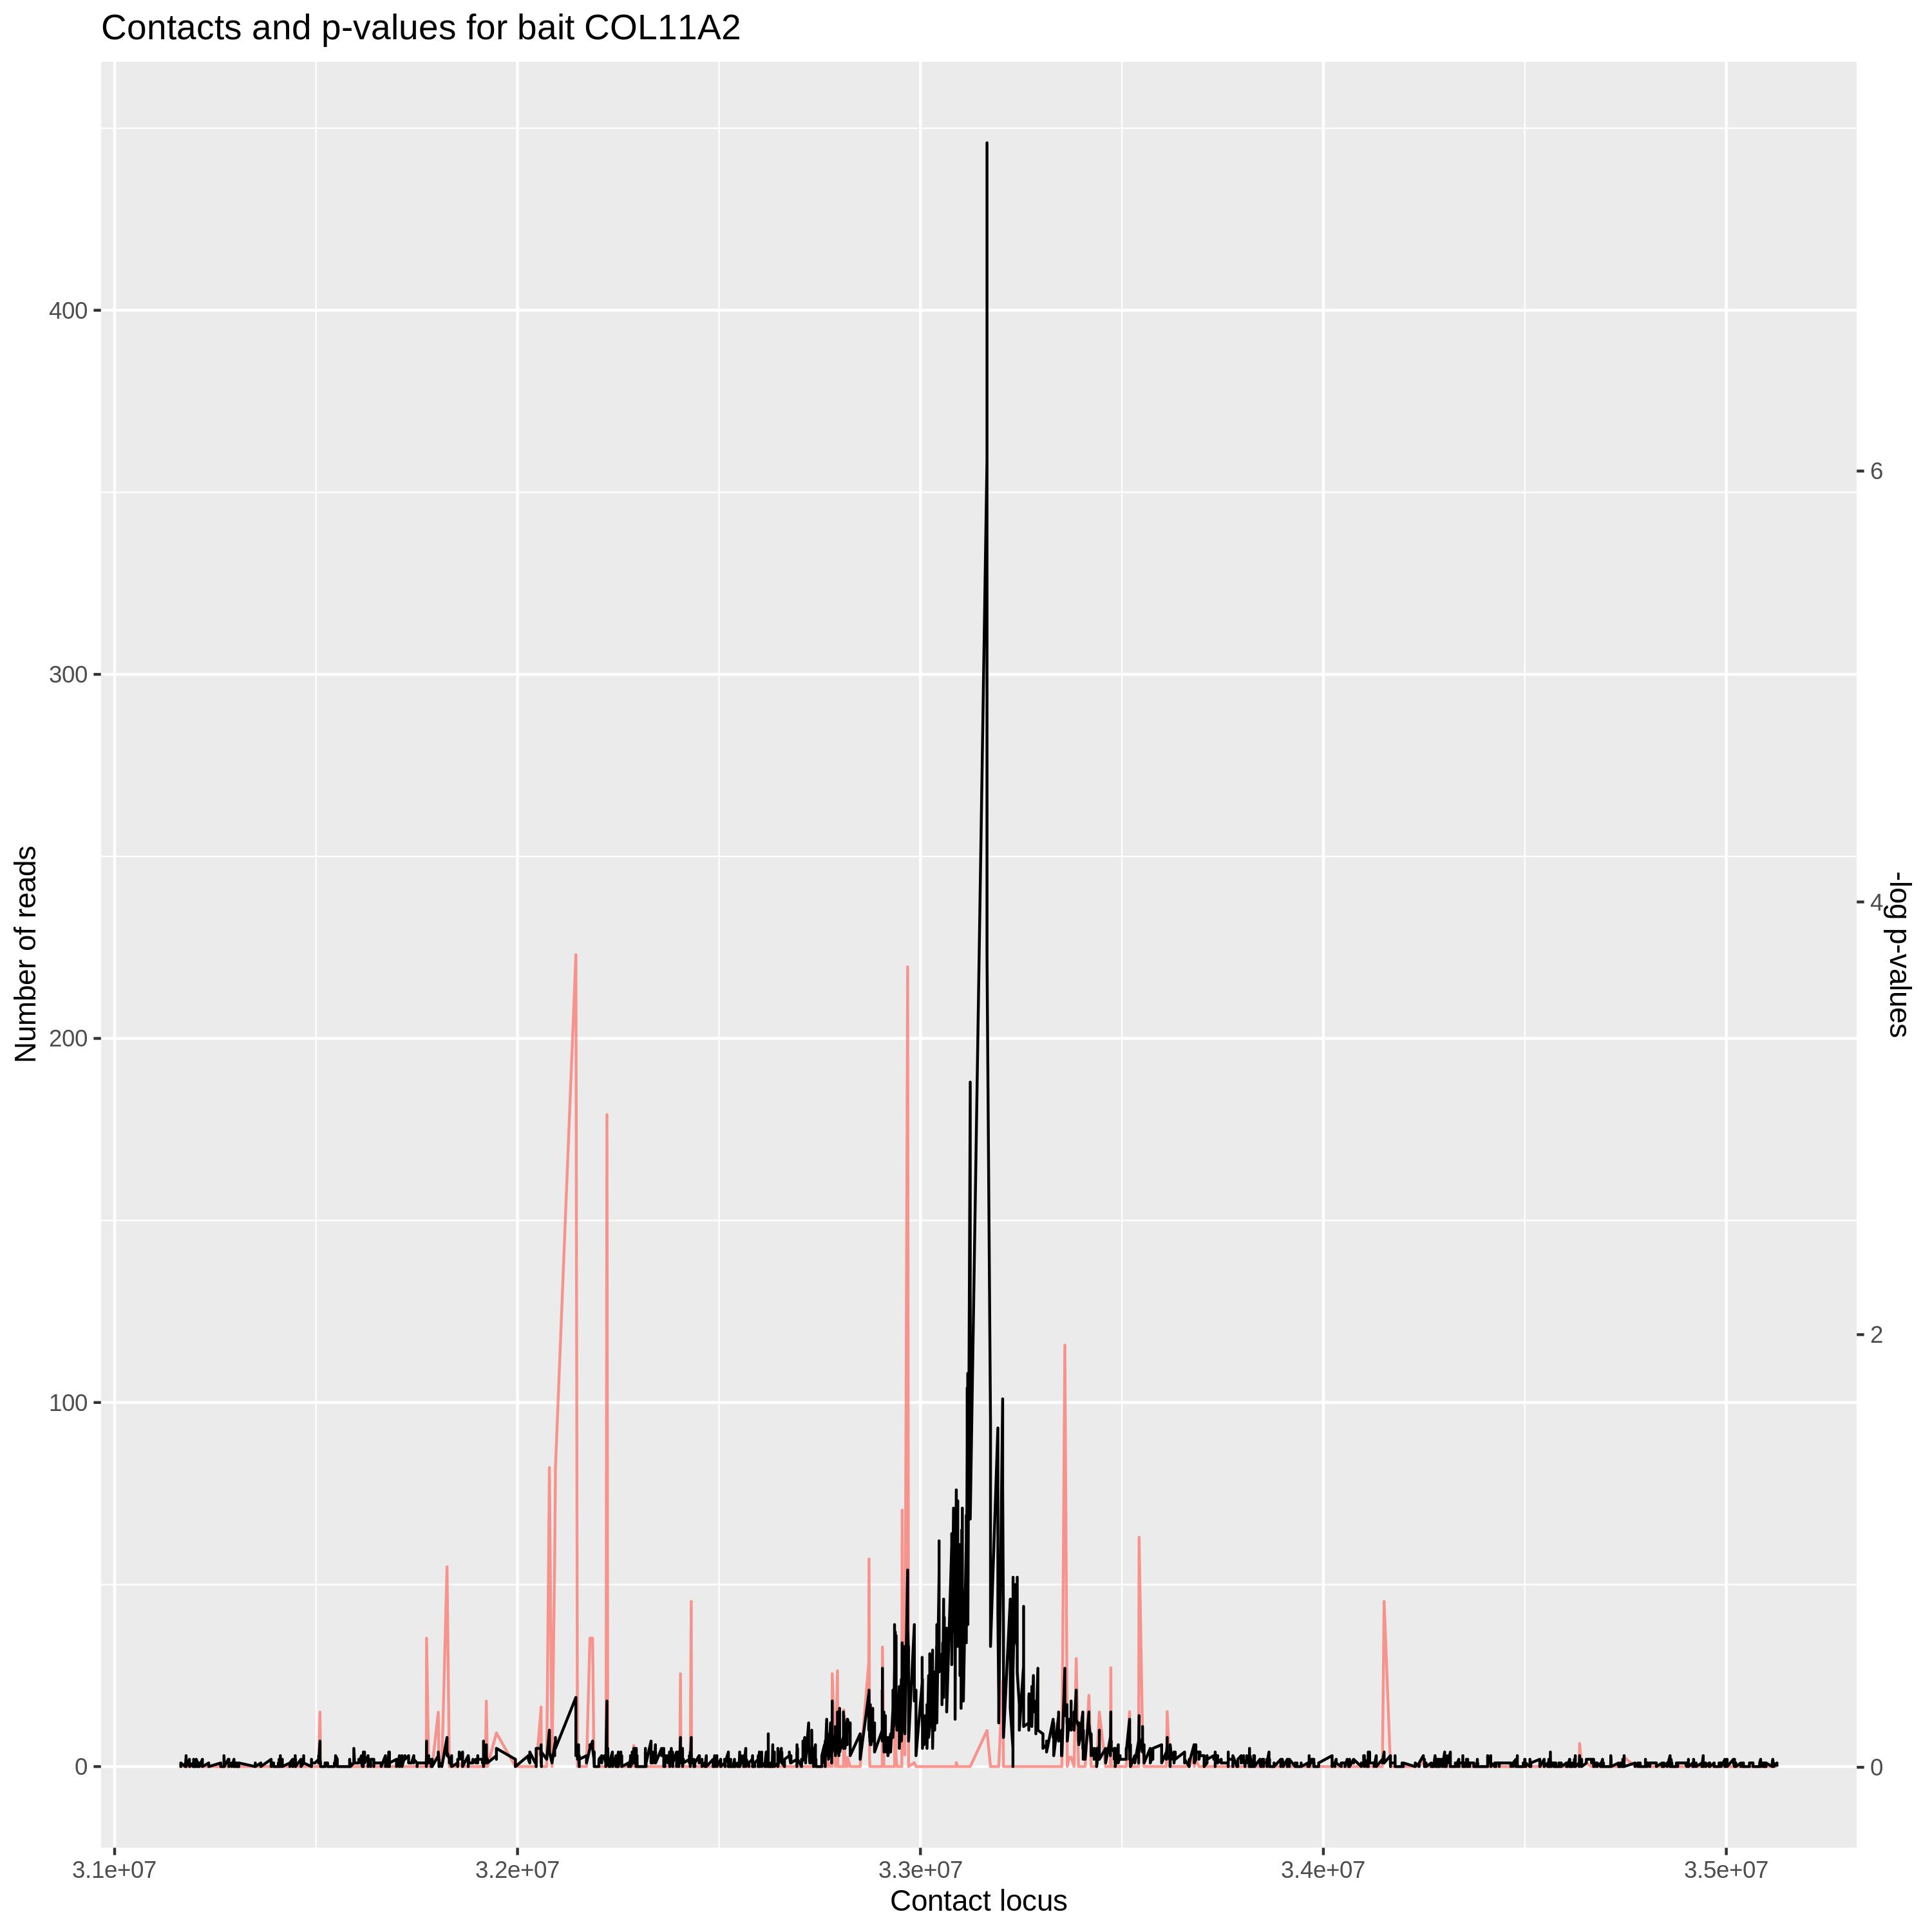 Contacts and p-values for bait COL11A2
400
300
200
100
0
Number of reads
6
4
2
0
-log p-values
3.1e+07
3.2e+07
3.3e+07
3.4e+07
3.5e+07
Contact locus